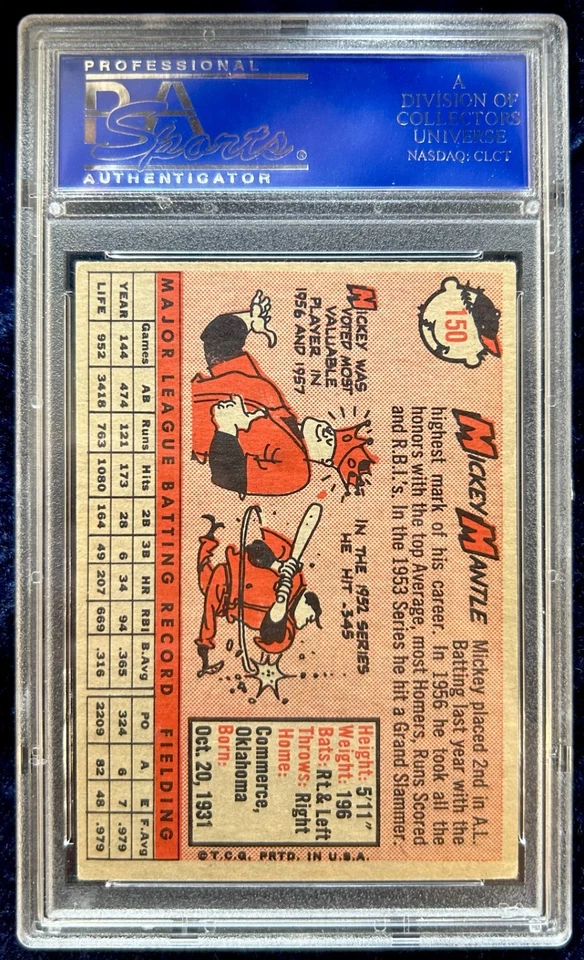 PROFESSIONAL
PSA
Sports®
AUTHENTICATOR
A
DIVISION OF
COLLECTORS
UNIVERSE
NASDAQ: CLCT
150
MICKEY MANTLE
Mickey placed 2nd in A.L.
Batting last year with the
highest mark of his career. In 1956 he took all the
honors with the top Average, most Homers, Runs Scored
and R.B.I.'s. In the 1953 Series he hit a Grand Slammer.
MICKEY WAS
VOTED MOST
VALUABLE
PLAYER IN
1956 AND 1957
IN THE 1952 SERIES
HE HIT .345
Height: 5'11"
Weight: 196
Bats: Rt. & Left
Throws: Right
Home:
Commerce,
Oklahoma
Born:
Oct. 20, 1931
© T.C.G. PRTD. IN U.S.A.
MAJOR LEAGUE BATTING RECORD FIELDING
Games AB Runs Hits 2B 3B HR RBI B.Avg PO A E F.Avg
YEAR 144 474 121 173 28 6 34 94 .365 324 6 7 .979
LIFE 952 3418 763 1080 164 49 207 669 .316 2209 82 48 .979